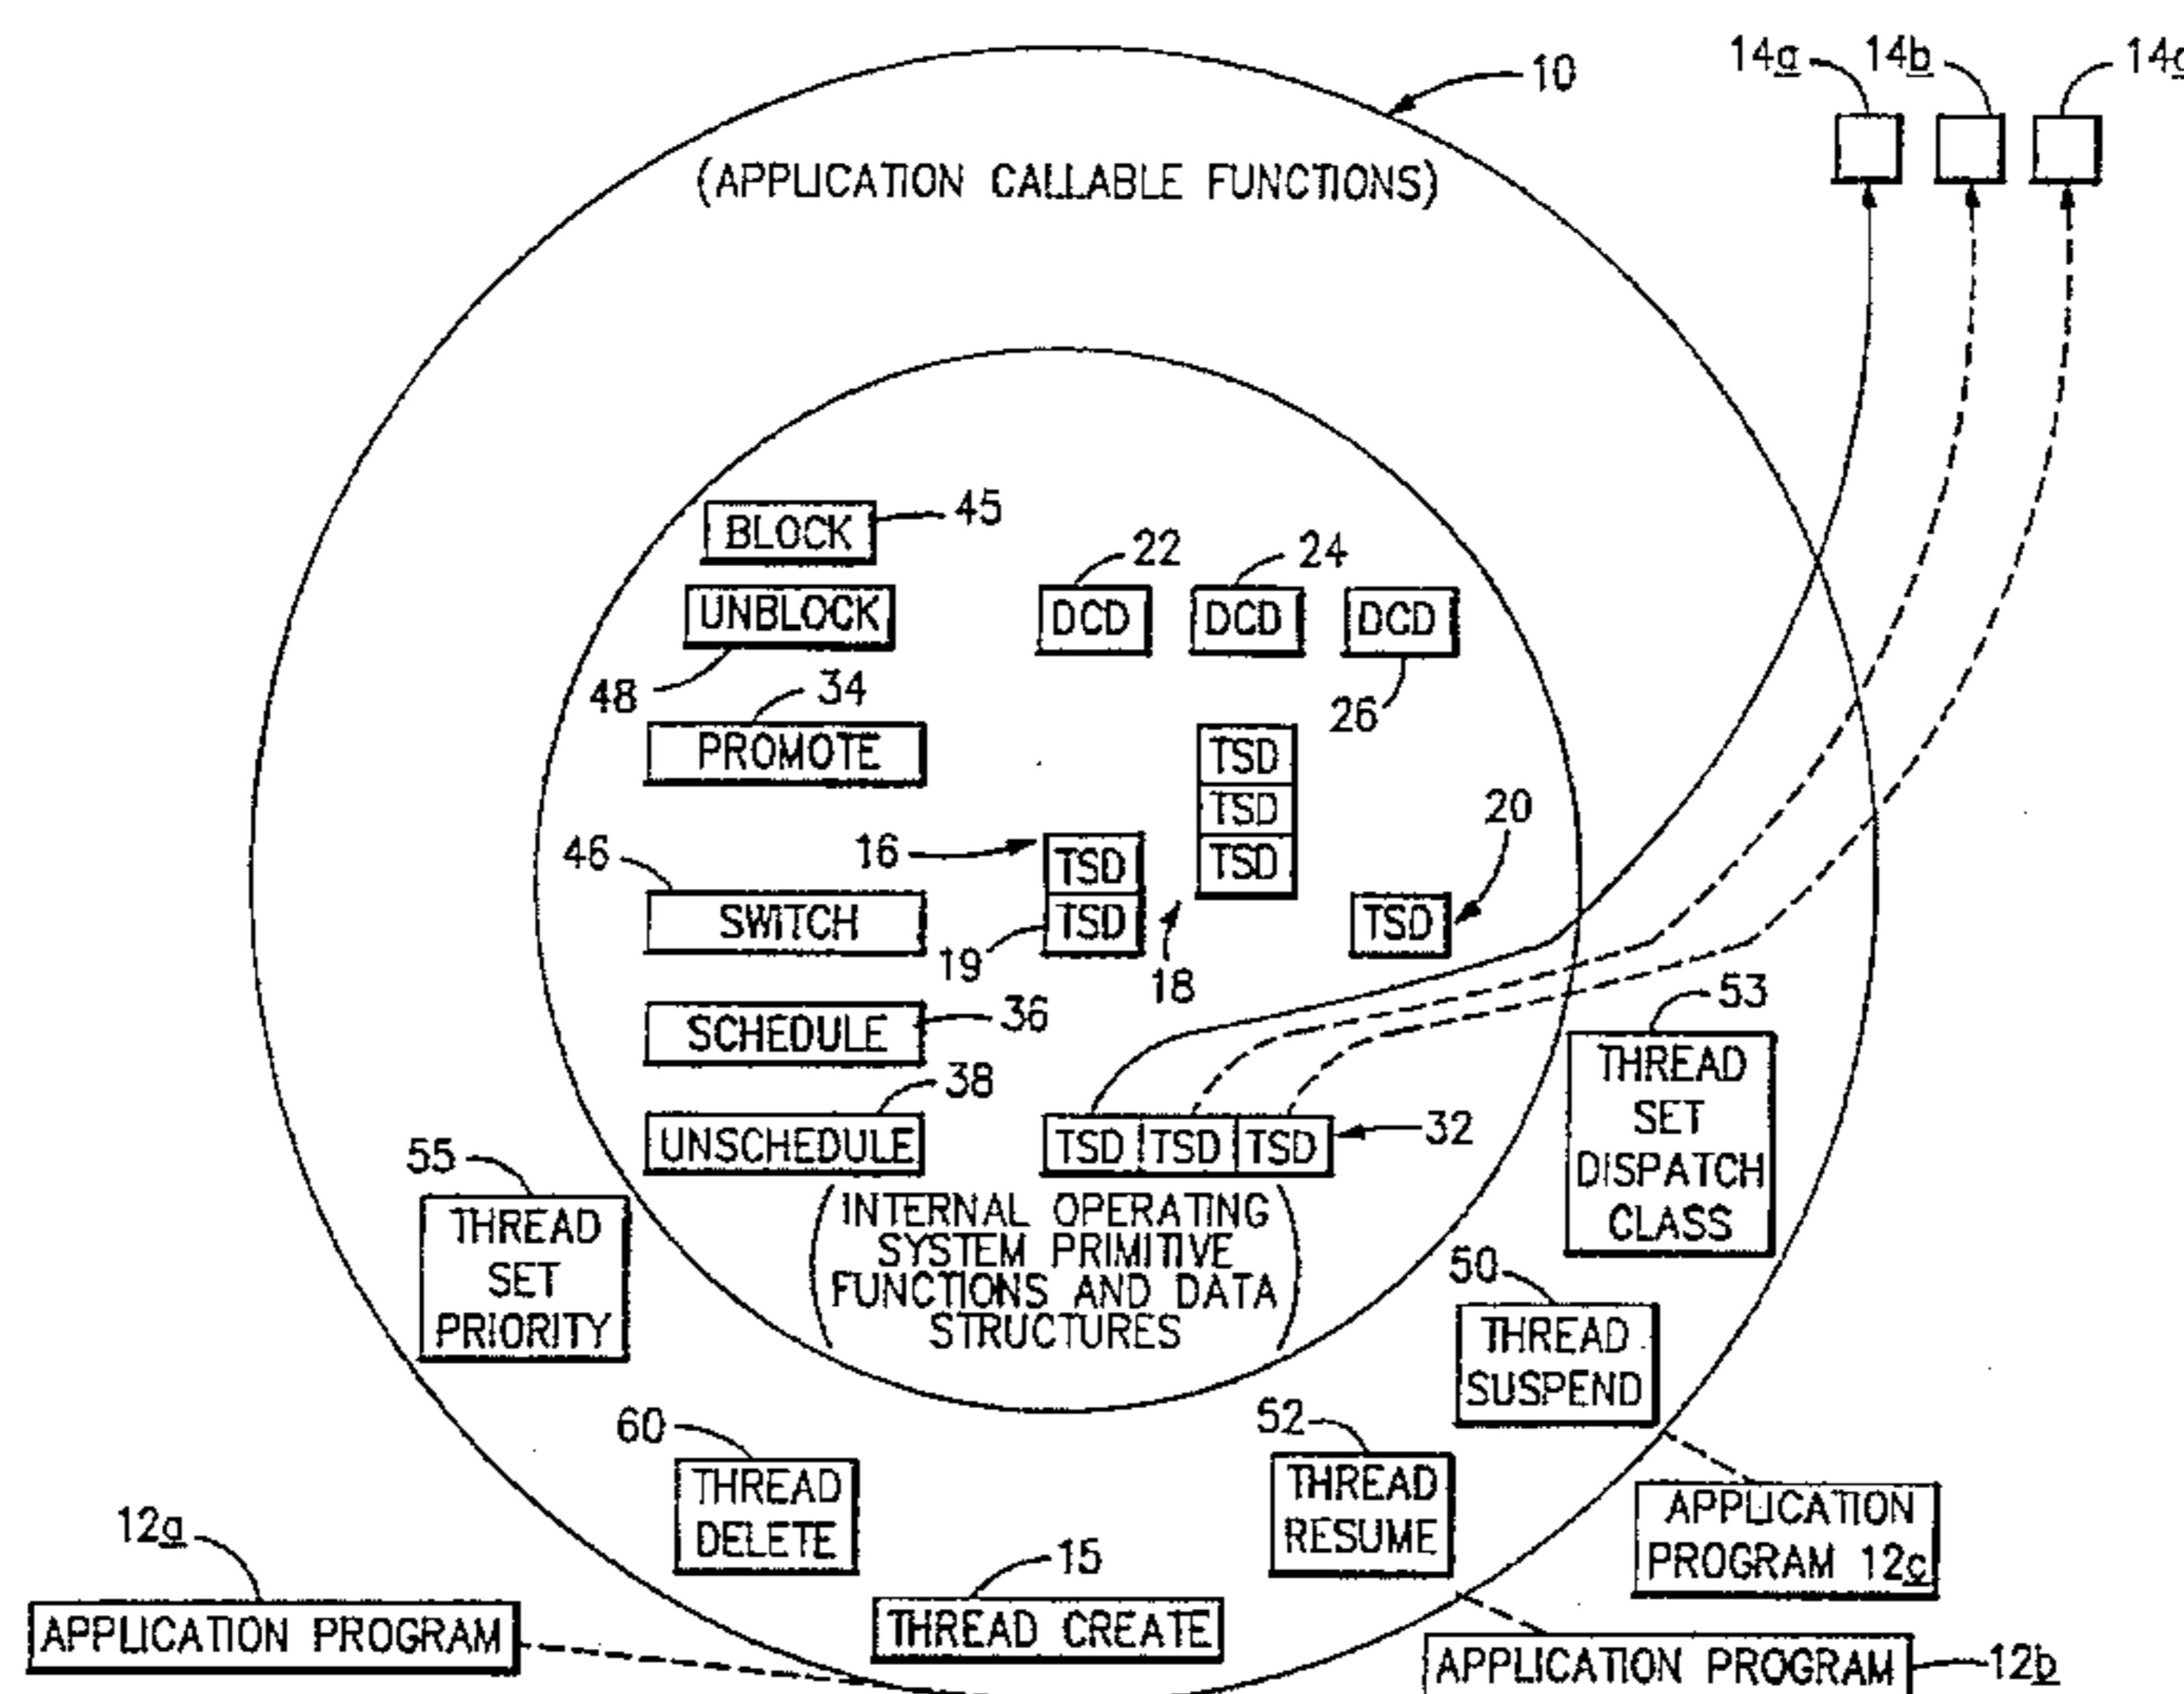 10
14a
14b
14c
(APPLICATION CALLABLE FUNCTIONS)
BLOCK
45
UNBLOCK
48
22
DCD
24
DCD
DCD
26
34
PROMOTE
TSD
TSD
TSD
18
16
TSD
TSD
19
20
TSD
46
SWITCH
SCHEDULE
36
38
UNSCHEDULE
TSD TSD TSD
32
(INTERNAL OPERATING
SYSTEM PRIMITIVE
FUNCTIONS AND DATA
STRUCTURES)
53
THREAD
SET
DISPATCH
CLASS
55
THREAD
SET
PRIORITY
50
THREAD
SUSPEND
60
THREAD
DELETE
52
THREAD
RESUME
15
THREAD CREATE
12a
APPLICATION PROGRAM
APPLICATION
PROGRAM 12c
APPLICATION PROGRAM
12b